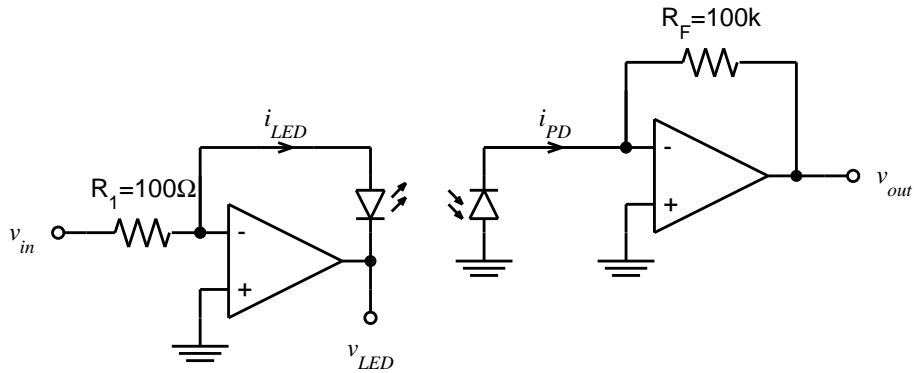 R_F=100k
i_LED
i_PD
R_1=100Ω
-
-
v_out
+
v_in
+
v_LED